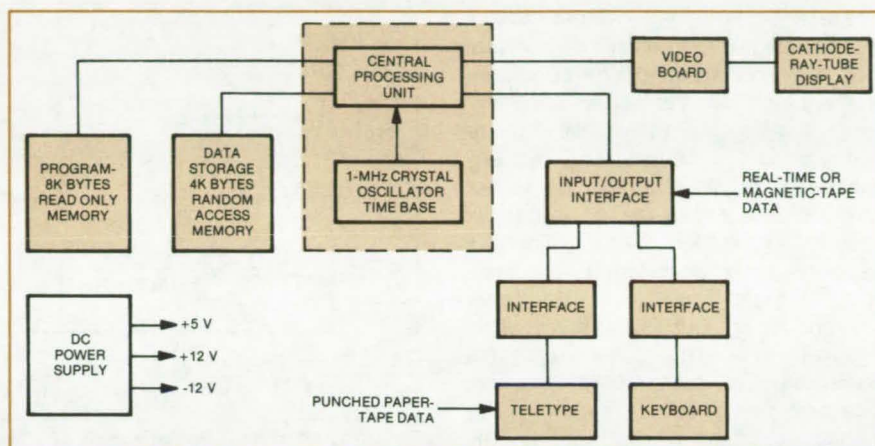 CENTRAL
PROCESSING
UNIT
VIDEO
BOARD
CATHODE-
RAY-TUBE
DISPLAY
PROGRAM-
8K BYTES
READ ONLY
MEMORY
DATA
STORAGE
4K BYTES
RANDOM
ACCESS
MEMORY
1-MHz CRYSTAL
OSCILLATOR
TIME BASE
INPUT/OUTPUT
INTERFACE
REAL-TIME OR
MAGNETIC-TAPE
DATA
INTERFACE
INTERFACE
DC
POWER
SUPPLY
+5 V
+12 V
-12 V
PUNCHED PAPER-
TAPE DATA
TELETYPE
KEYBOARD